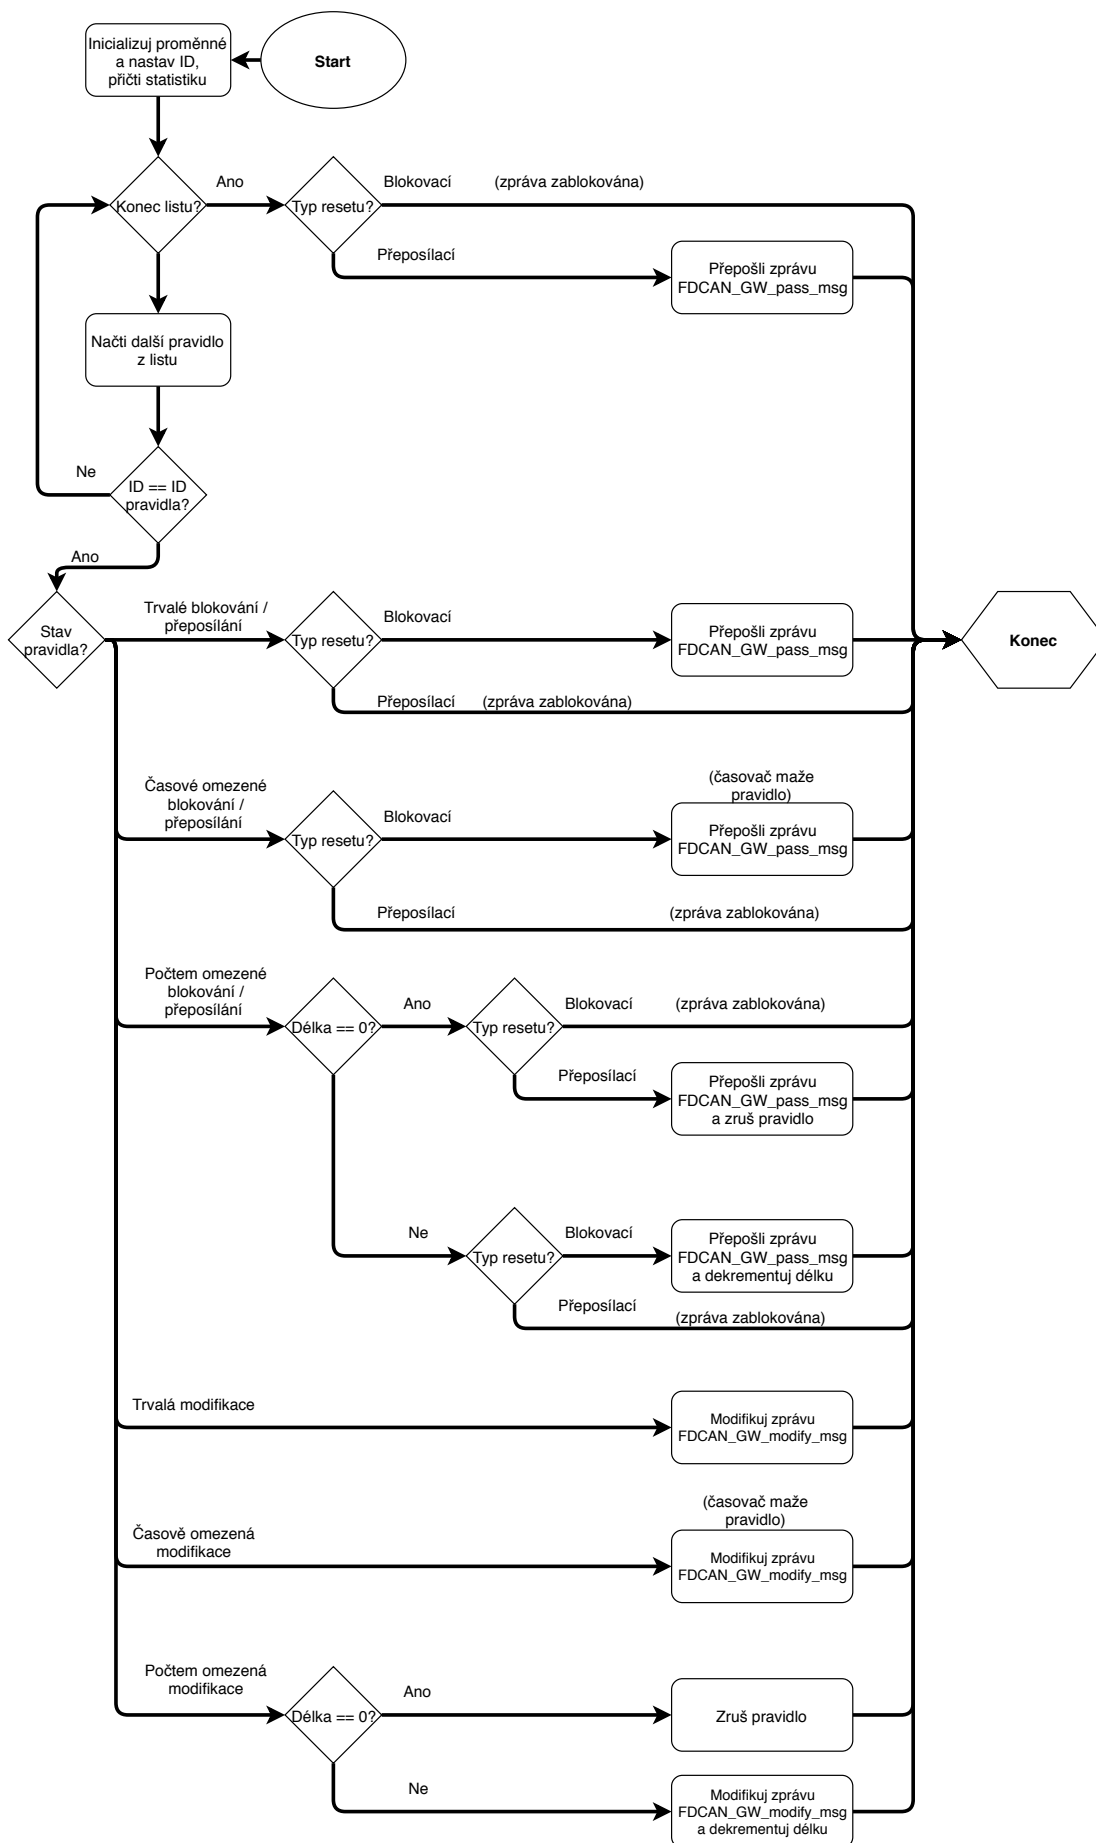 Inicializuj proměnné
a nastav ID,
přičti statistiku
Start
Konec listu?
Ano
Typ resetu?
Blokovací
(zpráva zablokována)
Přeposílací
Přepošli zprávu
FDCAN_GW_pass_msg
Načti další pravidlo
z listu
Ne
ID == ID
pravidla?
Ano
Stav
pravidla?
Trvalé blokování /
přeposílání
Typ resetu?
Blokovací
Přepošli zprávu
FDCAN_GW_pass_msg
Konec
Přeposílací
(zpráva zablokována)
Časové omezené
blokování /
přeposílání
Typ resetu?
Blokovací
(časovač maže
pravidlo)
Přepošli zprávu
FDCAN_GW_pass_msg
Přeposílací
(zpráva zablokována)
Počtem omezené
blokování /
přeposílání
Délka == 0?
Ano
Typ resetu?
Blokovací
(zpráva zablokována)
Přeposílací
Přepošli zprávu
FDCAN_GW_pass_msg
a zruš pravidlo
Ne
Typ resetu?
Blokovací
Přepošli zprávu
FDCAN_GW_pass_msg
a dekrementuj délku
Přeposílací
(zpráva zablokována)
Trvalá modifikace
Modifikuj zprávu
FDCAN_GW_modify_msg
Časově omezená
modifikace
(časovač maže
pravidlo)
Modifikuj zprávu
FDCAN_GW_modify_msg
Počtem omezená
modifikace
Délka == 0?
Ano
Zruš pravidlo
Ne
Modifikuj zprávu
FDCAN_GW_modify_msg
a dekrementuj délku